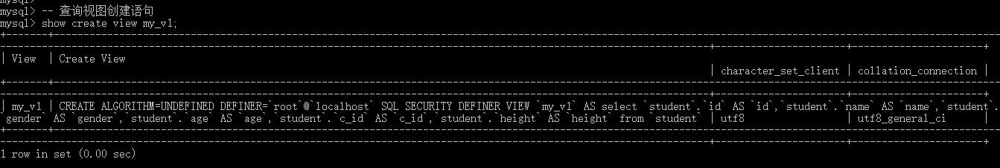 mysql>
mysql> -- 查询视图创建语句
mysql> show create view my_v1;
+-------+----------------------------------------------------------------------------------------------------------------------------------------------------------
-----------------------------------------------------------------------------------------------------------------------+----------------------+----------------------+
| View  | Create View
| character_set_client | collation_connection |
+-------+----------------------------------------------------------------------------------------------------------------------------------------------------------
-----------------------------------------------------------------------------------------------------------------------+----------------------+----------------------+
| my_v1 | CREATE ALGORITHM=UNDEFINED DEFINER=`root`@`localhost` SQL SECURITY DEFINER VIEW `my_v1` AS select `student`.`id` AS `id`,`student`.`name` AS `name`,`student`.
`gender` AS `gender`,`student`.`age` AS `age`,`student`.`c_id` AS `c_id`,`student`.`height` AS `height` from `student` | utf8                 | utf8_general_ci      |
+-------+----------------------------------------------------------------------------------------------------------------------------------------------------------
-----------------------------------------------------------------------------------------------------------------------+----------------------+----------------------+
1 row in set (0.00 sec)